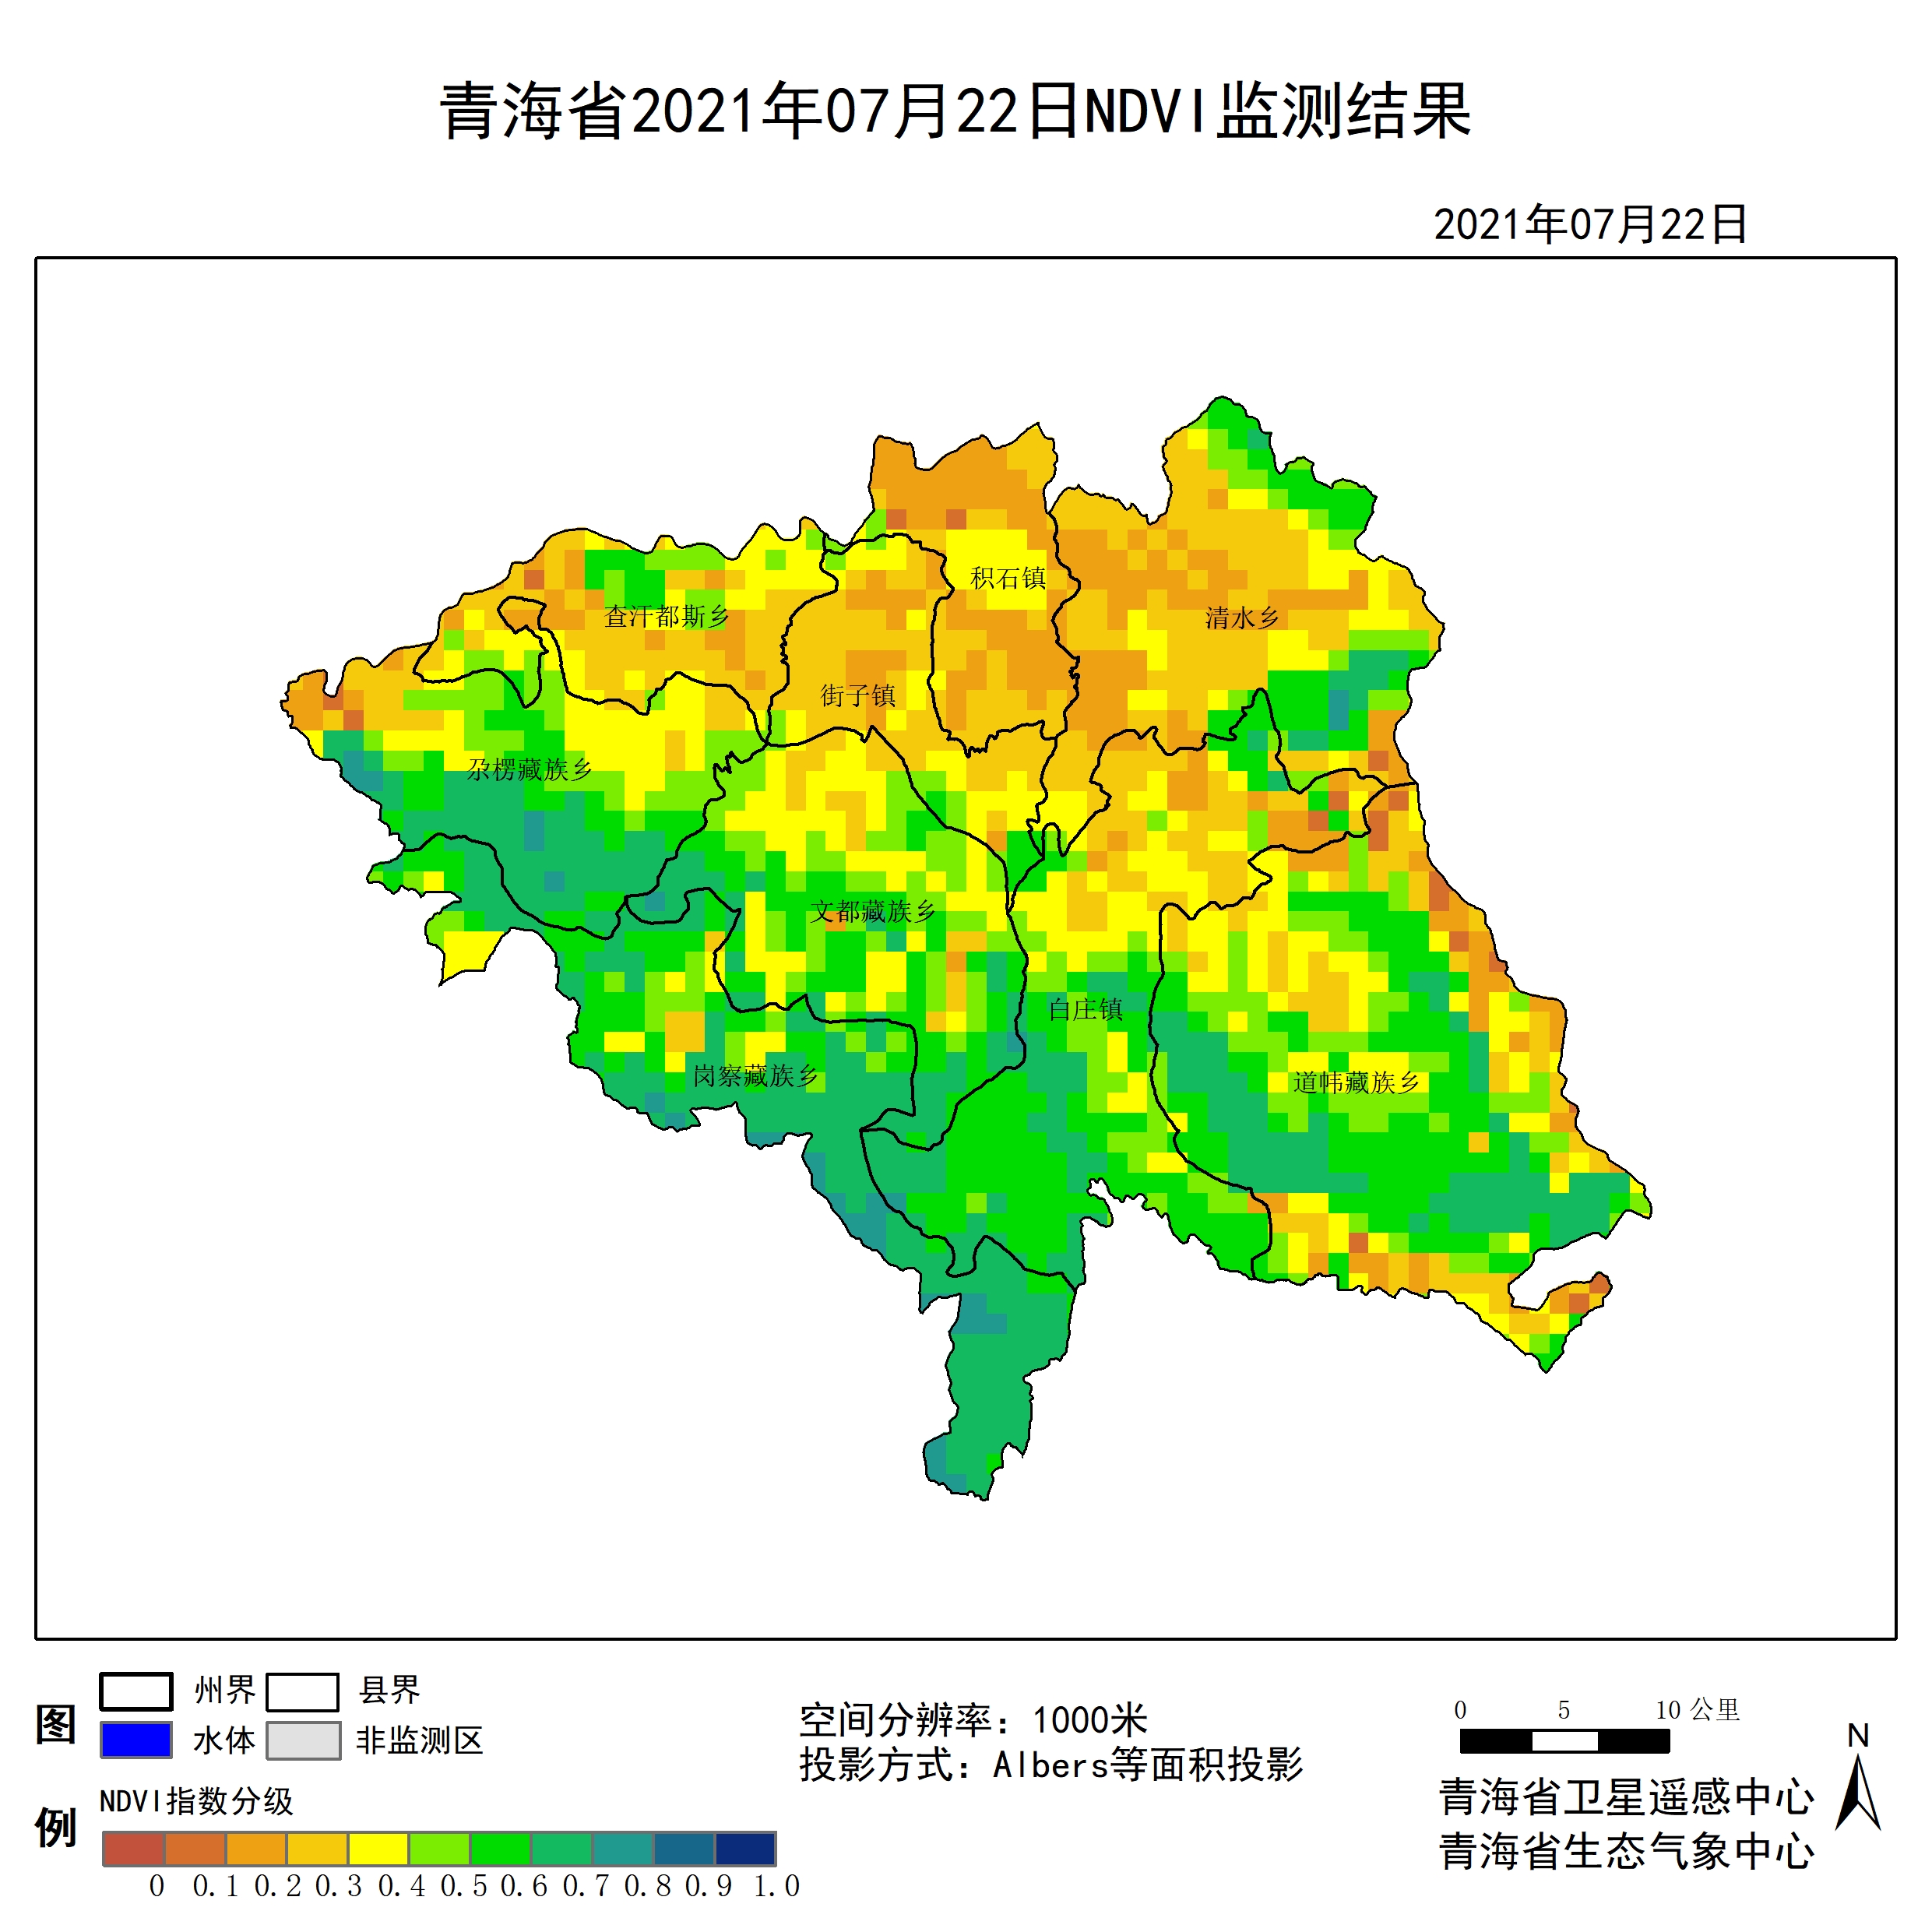 青海省2021年07月22日NDVI监测结果
2021年07月22日
积石镇
查汗都斯乡
清水乡
街子镇
尕楞藏族乡
文都藏族乡
白庄镇
岗察藏族乡
道帏藏族乡
图例
州界 县界
水体 非监测区
NDVI指数分级
0 0.1 0.2 0.3 0.4 0.5 0.6 0.7 0.8 0.9 1.0
空间分辨率：1000米
投影方式：Albers等面积投影
0 5 10 公里
N
青海省卫星遥感中心
青海省生态气象中心